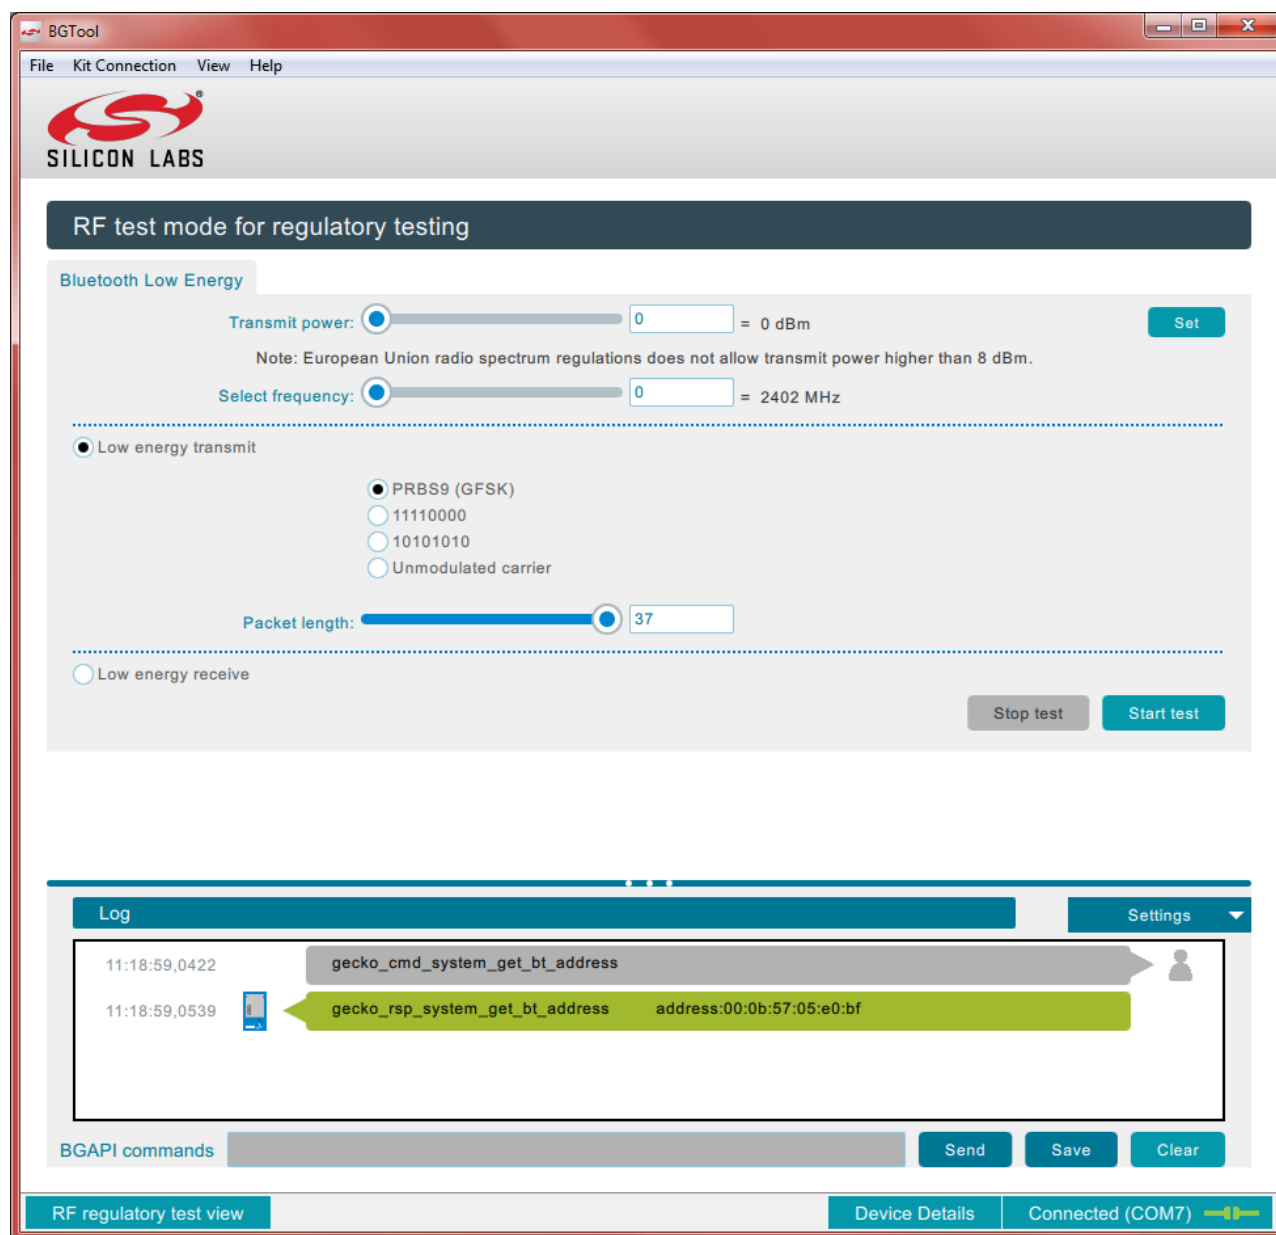 BGTool
File Kit Connection View Help
SILICON LABS®
RF test mode for regulatory testing
Bluetooth Low Energy
Transmit power: 0 = 0 dBm Set
Note: European Union radio spectrum regulations does not allow transmit power higher than 8 dBm.
Select frequency: 0 = 2402 MHz
Low energy transmit
PRBS9 (GFSK)
11110000
10101010
Unmodulated carrier
Packet length: 37
Low energy receive
Stop test Start test
Log Settings
11:18:59,0422 gecko_cmd_system_get_bt_address
11:18:59,0539 gecko_rsp_system_get_bt_address address:00:0b:57:05:e0:bf
BGAPI commands Send Save Clear
RF regulatory test view Device Details Connected (COM7)